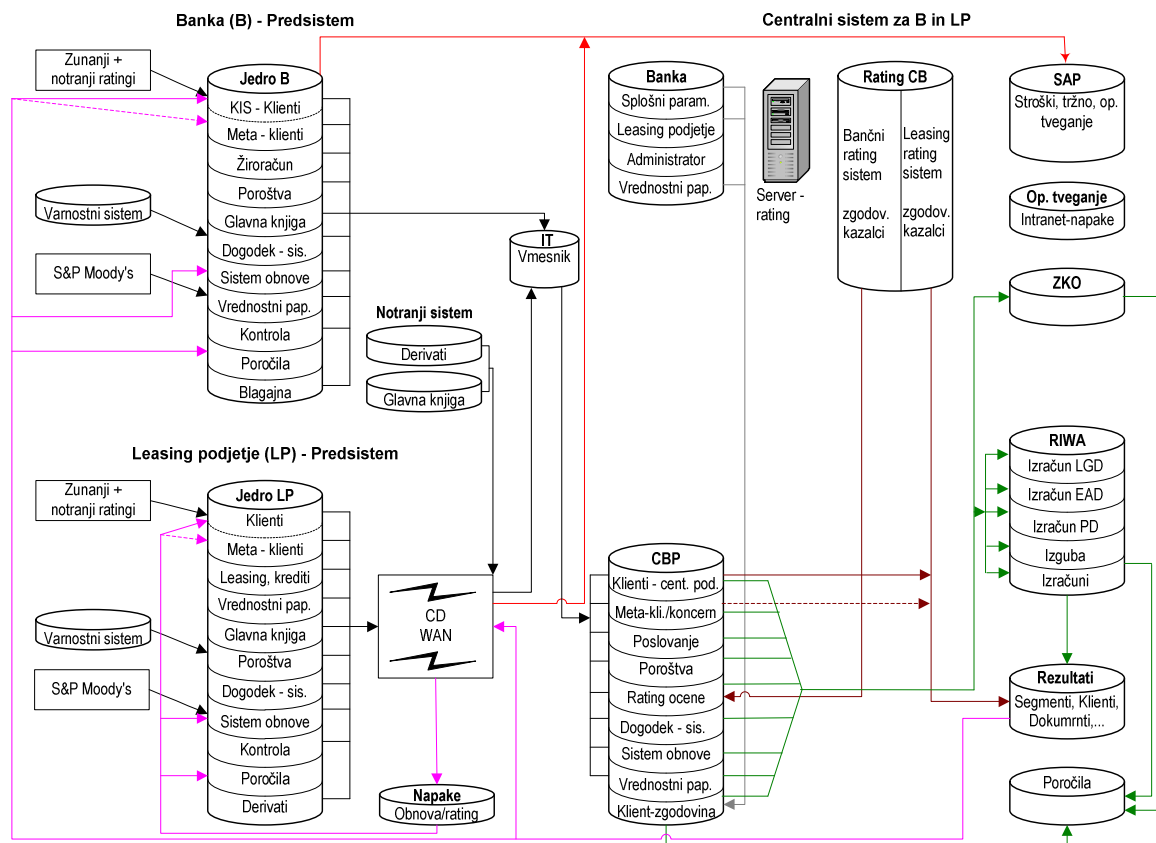 Banka (B) - Predsistem
Centralni sistem za B in LP
Zunanji +
notranji ratingi
Varnostni sistem
S&P Moody's
Jedro B
KIS - Klienti
Meta - klienti
Žiroračun
Poroštva
Glavna knjiga
Dogodek - sis.
Sistem obnove
Vrednostni pap.
Kontrola
Poročila
Blagajna
IT
Vmesnik
Notranji sistem
Derivati
Glavna knjiga
Banka
Splošni param.
Leasing podjetje
Administrator
Vrednostni pap.
Server -
rating
Rating CB
Bančni
rating
sistem
zgodov.
kazalci
Leasing
rating
sistem
zgodov.
kazalci
SAP
Stroški, tržno, op.
tveganje
Op. tveganje
Intranet-napake
ZKO
Leasing podjetje (LP) - Predsistem
Zunanji +
notranji ratingi
Varnostni sistem
S&P Moody's
Jedro LP
Klienti
Meta - klienti
Leasing, krediti
Vrednostni pap.
Glavna knjiga
Poroštva
Dogodek - sis.
Sistem obnove
Kontrola
Poročila
Derivati
CD
WAN
Napake
Obnova/rating
CBP
Klienti - cent. pod.
Meta-kli./koncern
Poslovanje
Poroštva
Rating ocene
Dogodek - sis.
Sistem obnove
Vrednostni pap.
Klient-zgodovina
RIWA
Izračun LGD
Izračun EAD
Izračun PD
Izguba
Izračuni
Rezultati
Segmenti, Klienti,
Dokumrnti,...
Poročila